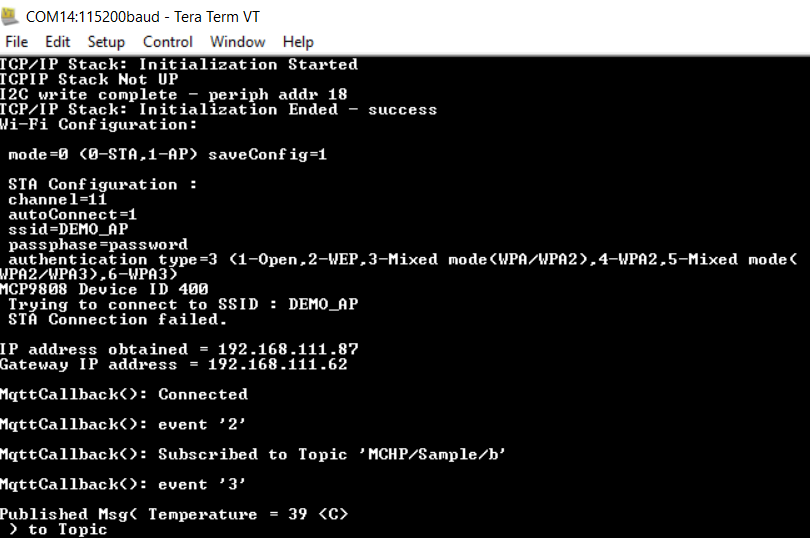 COM14:115200baud - Tera Term VT
File Edit Setup Control Window Help
TCP/IP Stack: Initialization Started
TCPIP Stack Not UP
I2C write complete - periph addr 18
TCP/IP Stack: Initialization Ended - success
Wi-Fi Configuration:
mode=0 (0-STA,1-AP) saveConfig=1
STA Configuration :
channel=11
autoConnect=1
ssid=DEMO_AP
passphase=password
authentication type=3 (1-Open,2-WEP,3-Mixed mode(WPA/WPA2),4-WPA2,5-Mixed mode(
WPA2/WPA3),6-WPA3)
MCP9808 Device ID 400
Trying to connect to SSID : DEMO_AP
STA Connection failed.
IP address obtained = 192.168.111.87
Gateway IP address = 192.168.111.62
MqttCallback(): Connected
MqttCallback(): event '2'
MqttCallback(): Subscribed to Topic 'MCHP/Sample/b'
MqttCallback(): event '3'
Published Msg( Temperature = 39 (C)
) to Topic